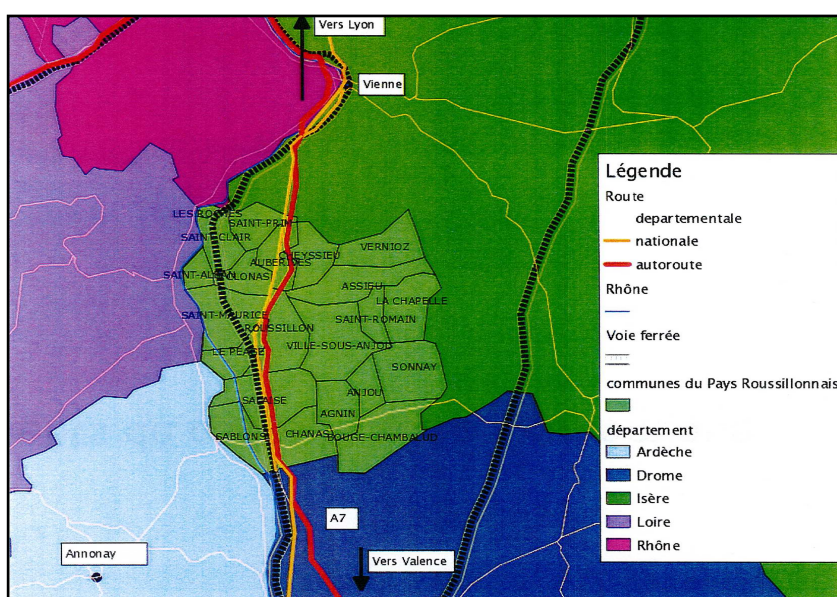 Vers Lyon
Vienne
LES ROCHES
SAINT-PRIM
SAINT-CLAIR
CHEYSSIEU
VERNIOZ
AUBERIVES
SAINT-ALBAN
CLONAS
ASSIEU
LA CHAPELLE
SAINT-MAURICE
SAINT-ROMAIN
ROUSSILLON
VILLE-SOUS-ANJOU
LE PEAGE
SONNAY
ANJOU
SALAISE
AGNIN
SABLONS
CHANAS
BOUGE-CHAMBALUD
A7
Annonay
Vers Valence
Légende
Route
departementale
nationale
autoroute
Rhône
Voie ferrée
communes du Pays Roussillonnais
département
Ardèche
Drome
Isère
Loire
Rhône